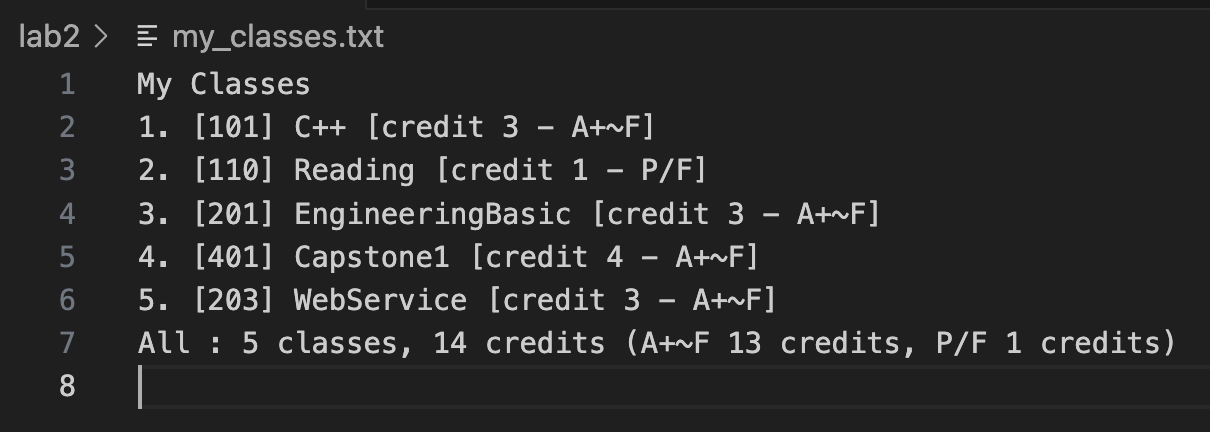 lab2 > my_classes.txt
1 My Classes
2 1. [101] C++ [credit 3 - A+~F]
3 2. [110] Reading [credit 1 - P/F]
4 3. [201] EngineeringBasic [credit 3 - A+~F]
5 4. [401] Capstone1 [credit 4 - A+~F]
6 5. [203] WebService [credit 3 - A+~F]
7 All : 5 classes, 14 credits (A+~F 13 credits, P/F 1 credits)
8